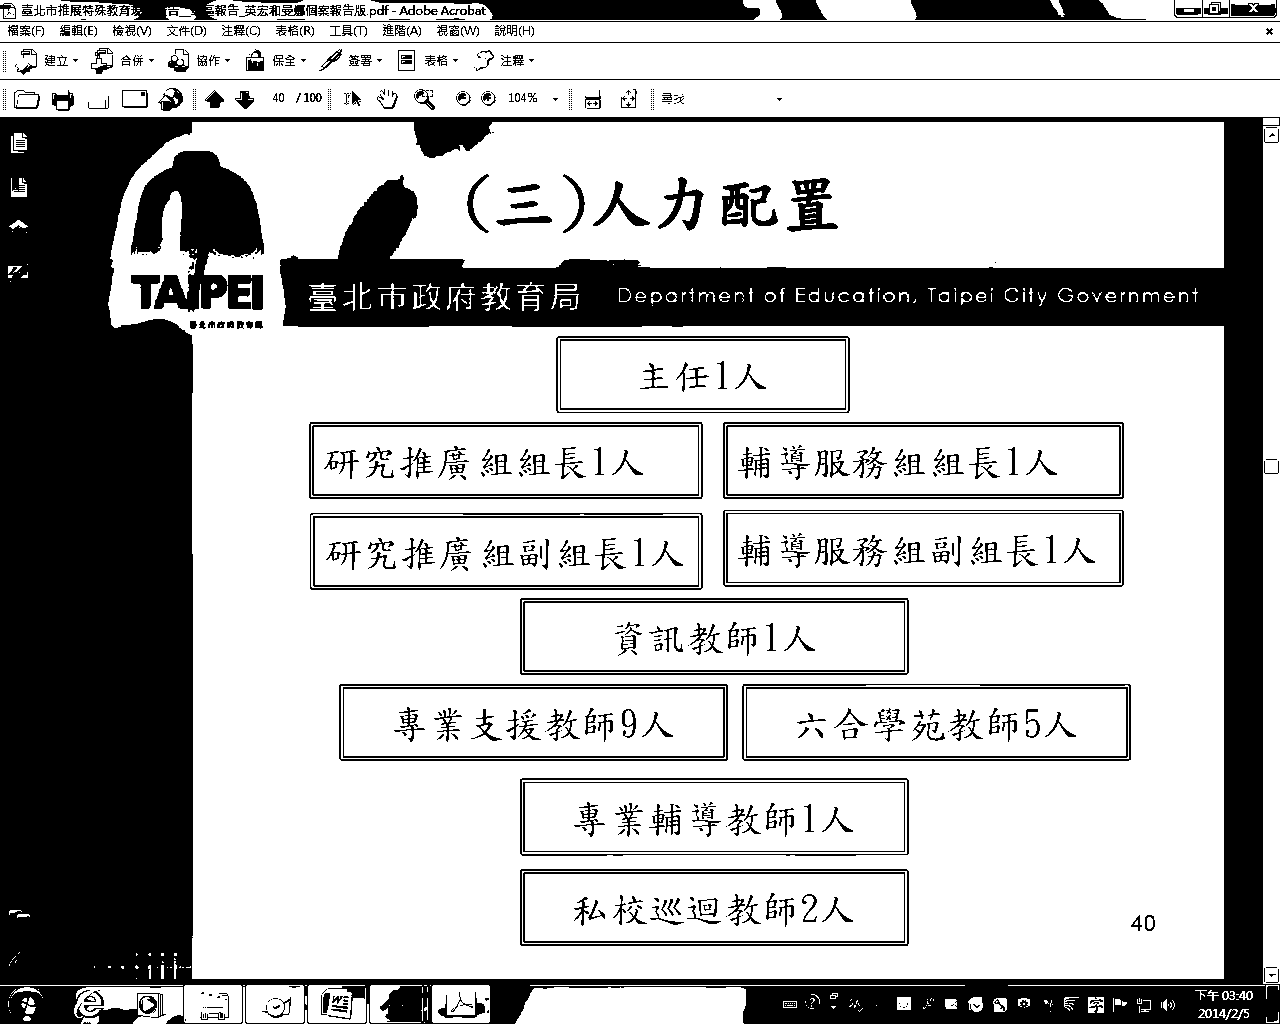 臺北市推展特殊教育 報告_英宏和曼娜個案報告版.pdf - Adobe Acrobat
檔案(F) 編輯(E) 檢視(V) 文件(D) 注釋(C) 表格(R) 工具(T) 進階(A) 視窗(W) 說明(H)
建立 合併 協作 保全 簽署 表格 注釋
40 / 100 104% 尋找
(三)人力配置
TAIPEI
臺北市政府教育局
臺北市政府教育局 Department of Education, Taipei City Government
主任1人
研究推廣組組長1人 輔導服務組組長1人
研究推廣組副組長1人 輔導服務組副組長1人
資訊教師1人
專業支援教師9人 六合學苑教師5人
專業輔導教師1人
私校巡迴教師2人
40
下午 03:40
2014/2/5